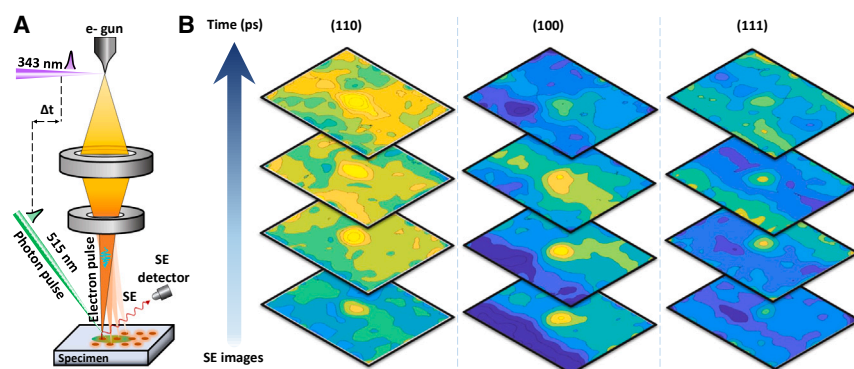 A
e- gun
343 nm
Δt
515 nm
Photon pulse
Electron pulse
SE
SE
detector
Specimen
B
Time (ps)
(110)
(100)
(111)
SE images